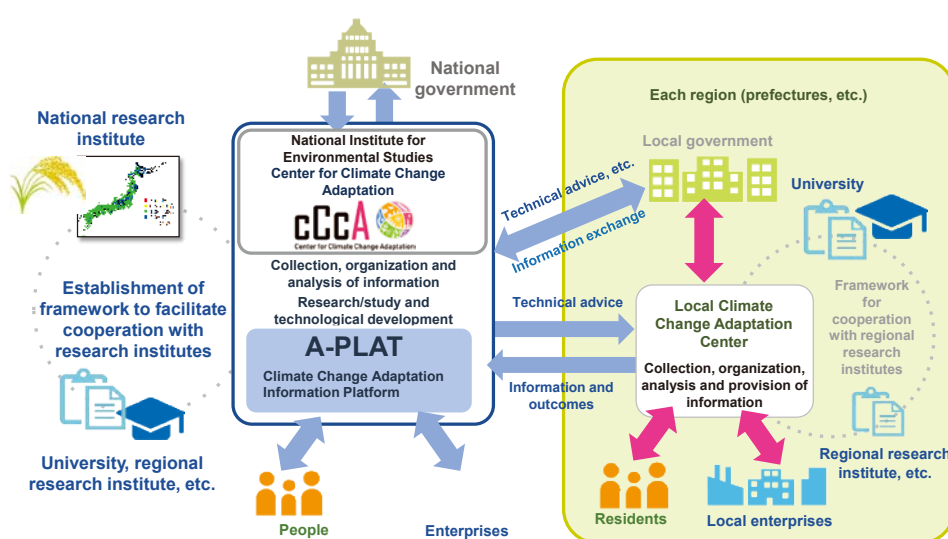 National
government
National research
institute
National Institute for
Environmental Studies
Center for Climate Change
Adaptation
cCCA
Center for Climate Change Adaptation
Collection, organization and
analysis of information
Research/study and
technological development
A-PLAT
Climate Change Adaptation
Information Platform
Establishment of
framework to facilitate
cooperation with
research institutes
University, regional
research institute, etc.
People
Enterprises
Technical advice, etc.
Information exchange
Technical advice
Information and
outcomes
Each region (prefectures, etc.)
Local government
University
Local Climate
Change Adaptation
Center
Collection, organization,
analysis and provision of
information
Framework
for
cooperation
with regional
research
institutes
Regional research
institute, etc.
Residents
Local enterprises